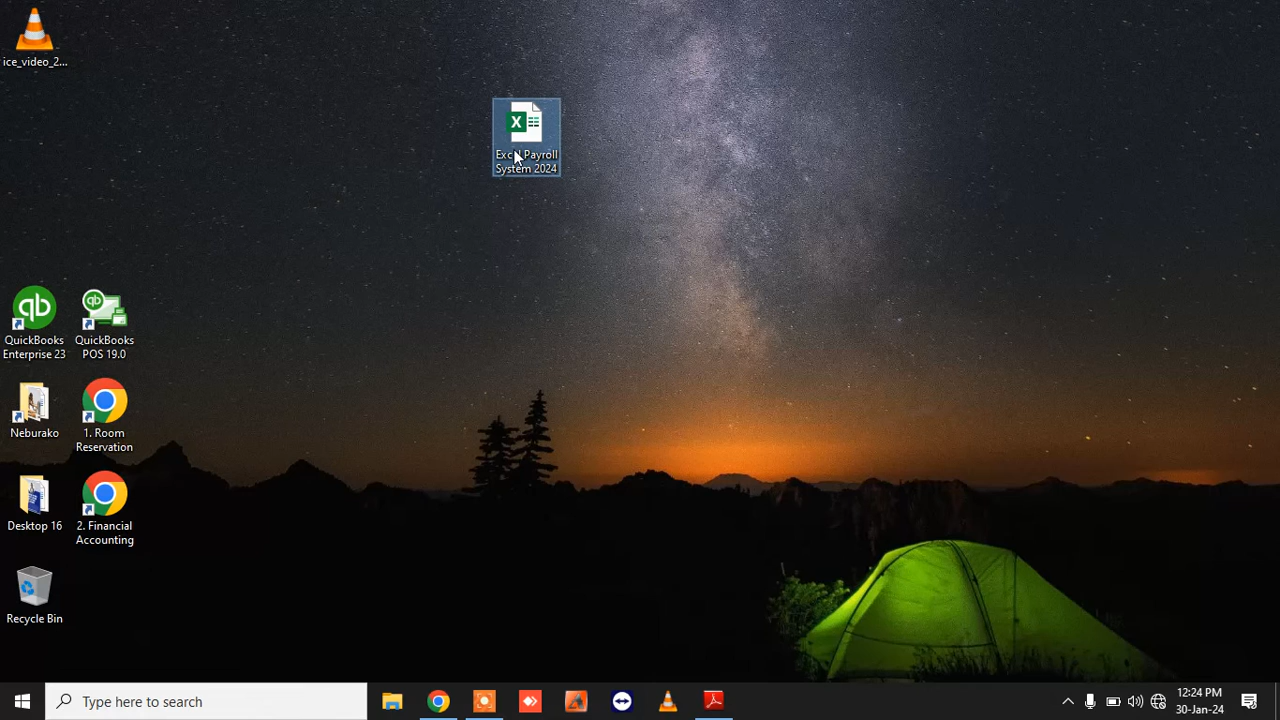 ice_video_2...
Excel Payroll
System 2024
QuickBooks
Enterprise 23
QuickBooks
POS 19.0
Neburako
1. Room
Reservation
Desktop 16
2. Financial
Accounting
Recycle Bin
Type here to search
12:24 PM
30-Jan-24